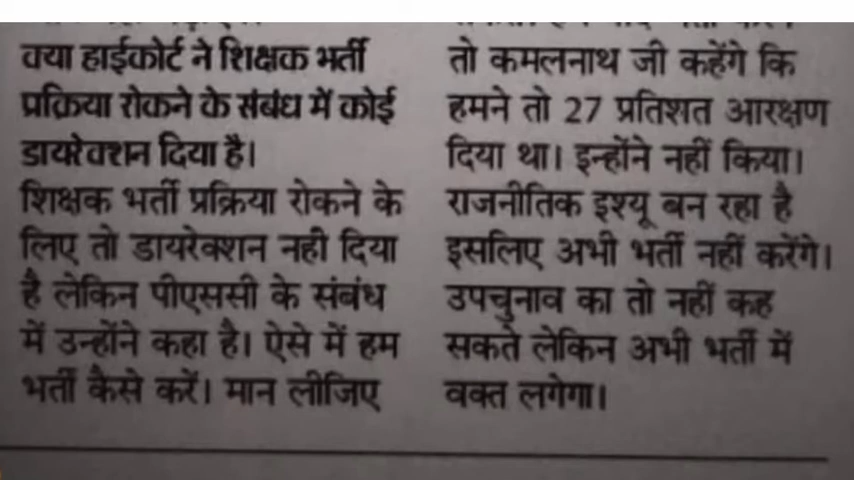 क्या हाईकोर्ट ने शिक्षक भर्ती
प्रक्रिया रोकने के संबंध में कोई
डायरेक्शन दिया है।
शिक्षक भर्ती प्रक्रिया रोकने के
लिए तो डायरेक्शन नही दिया
है लेकिन पीएससी के संबंध
में उन्होंने कहा है। ऐसे में हम
भर्ती कैसे करें। मान लीजिए
तो कमलनाथ जी कहेंगे कि
हमने तो 27 प्रतिशत आरक्षण
दिया था। इन्होंने नहीं किया।
राजनीतिक इश्यू बन रहा है
इसलिए अभी भर्ती नहीं करेंगे।
उपचुनाव का तो नहीं कह
सकते लेकिन अभी भर्ती में
वक्त लगेगा।